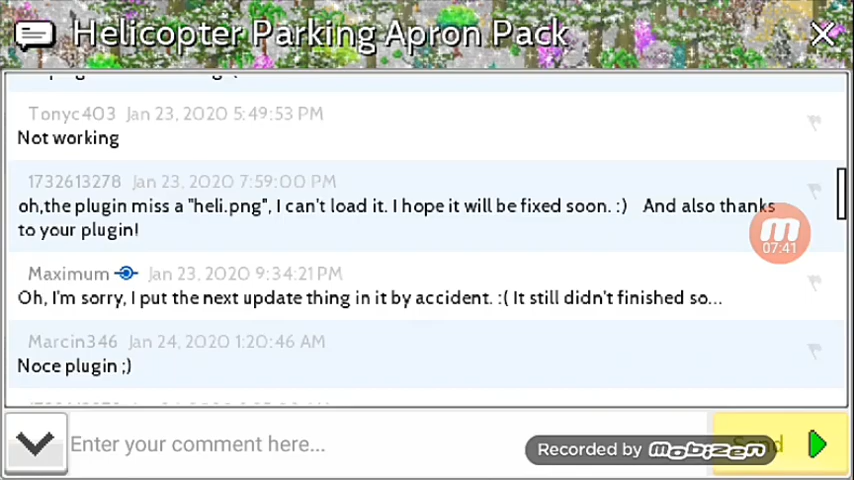 Helicopter Parking Apron Pack
Tonyc403 Jan 23, 2020 5:49:53 PM
Not working
1732613278 Jan 23, 2020 7:59:00 PM
oh,the plugin miss a "heli.png", I can't load it. I hope it will be fixed soon. :) And also thanks
to your plugin!
07:41
Maximum Jan 23, 2020 9:34:21 PM
Oh, I'm sorry, I put the next update thing in it by accident. :( It still didn't finished so...
Marcin346 Jan 24, 2020 1:20:46 AM
Noce plugin ;)
Enter your comment here...
Send
Recorded by mobizen